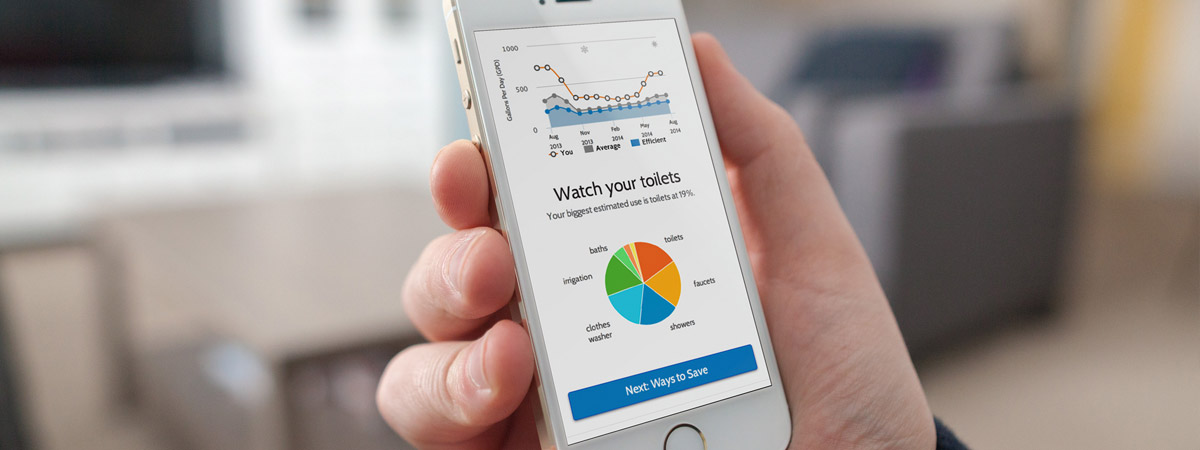 1000
Gallons Per Day (GPD)
500
0
Aug Nov Feb May Aug
2013 2013 2014 2014 2014
You Average Efficient
Watch your toilets
Your biggest estimated use is toilets at 19%.
baths toilets
irrigation faucets
clothes showers
washer
Next: Ways to Save